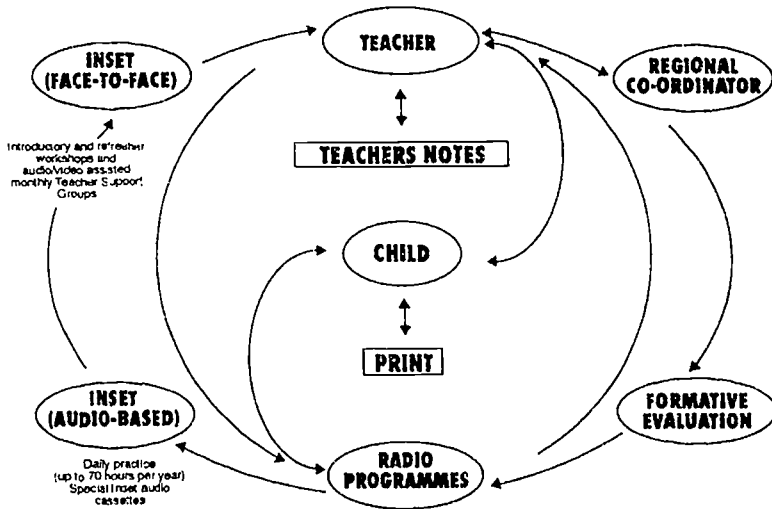 TEACHER
INSET
(FACE-TO-FACE)
REGIONAL
CO-ORDINATOR
Introductory and refresher
workshops and
audio/video assisted
monthly Teacher Support
Groups
TEACHERS NOTES
CHILD
PRINT
INSET
(AUDIO-BASED)
FORMATIVE
EVALUATION
Daily practice
(up to 70 hours per year)
Special Inset audio
cassettes
RADIO
PROGRAMMES